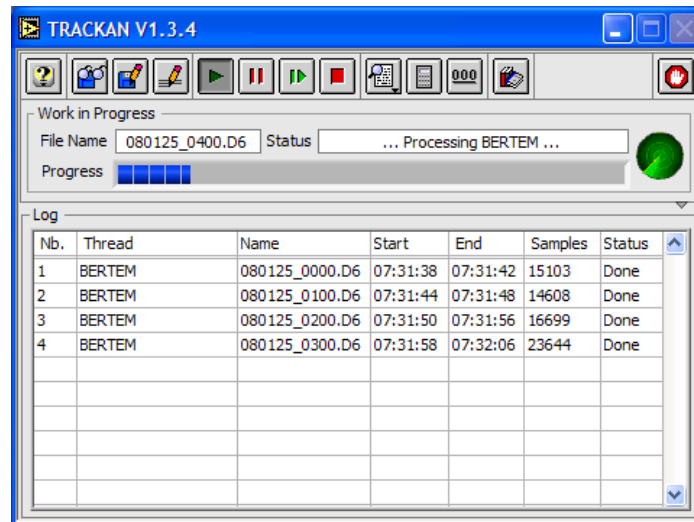 TRACKAN V1.3.4
000
Work in Progress
File Name 080125_0400.D6 Status ... Processing BERTEM ...
Progress
Log
Nb. Thread Name Start End Samples Status
1 BERTEM 080125_0000.D6 07:31:38 07:31:42 15103 Done
2 BERTEM 080125_0100.D6 07:31:44 07:31:48 14608 Done
3 BERTEM 080125_0200.D6 07:31:50 07:31:56 16699 Done
4 BERTEM 080125_0300.D6 07:31:58 07:32:06 23644 Done